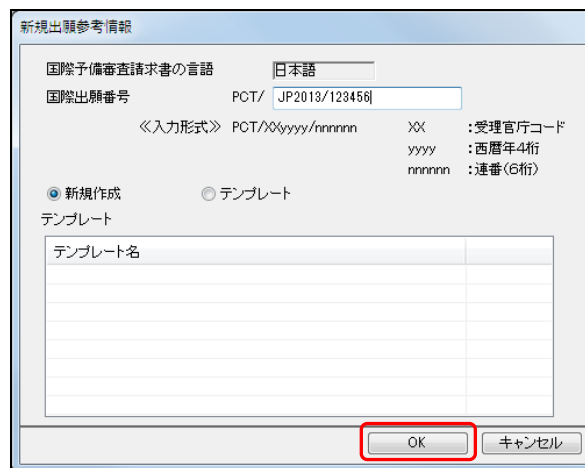 新規出願参考情報
国際予備審査請求書の言語 日本語
国際出願番号 PCT/ JP2013/123456
≪入力形式≫ PCT/XXyyyy/nnnnnn XX :受理官庁コード
yyyy :西暦年4桁
nnnnnn :連番(6桁)
新規作成 テンプレート
テンプレート
テンプレート名
OK キャンセル